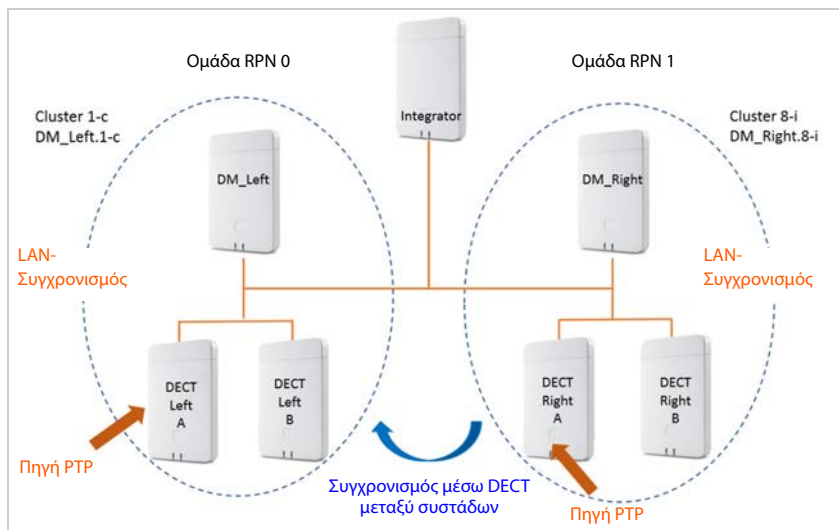 Ομάδα RPN 0
Ομάδα RPN 1
Integrator
Cluster 1-c
DM_Left.1-c
Cluster 8-i
DM_Right.8-i
DM_Left
DM_Right
LAN-
Συγχρονισμός
LAN-
Συγχρονισμός
DECT
Left
A
DECT
Left
B
DECT
Right
A
DECT
Right
B
Πηγή PTP
Συγχρονισμός μέσω DECT
μεταξύ συστάδων
Πηγή PTP